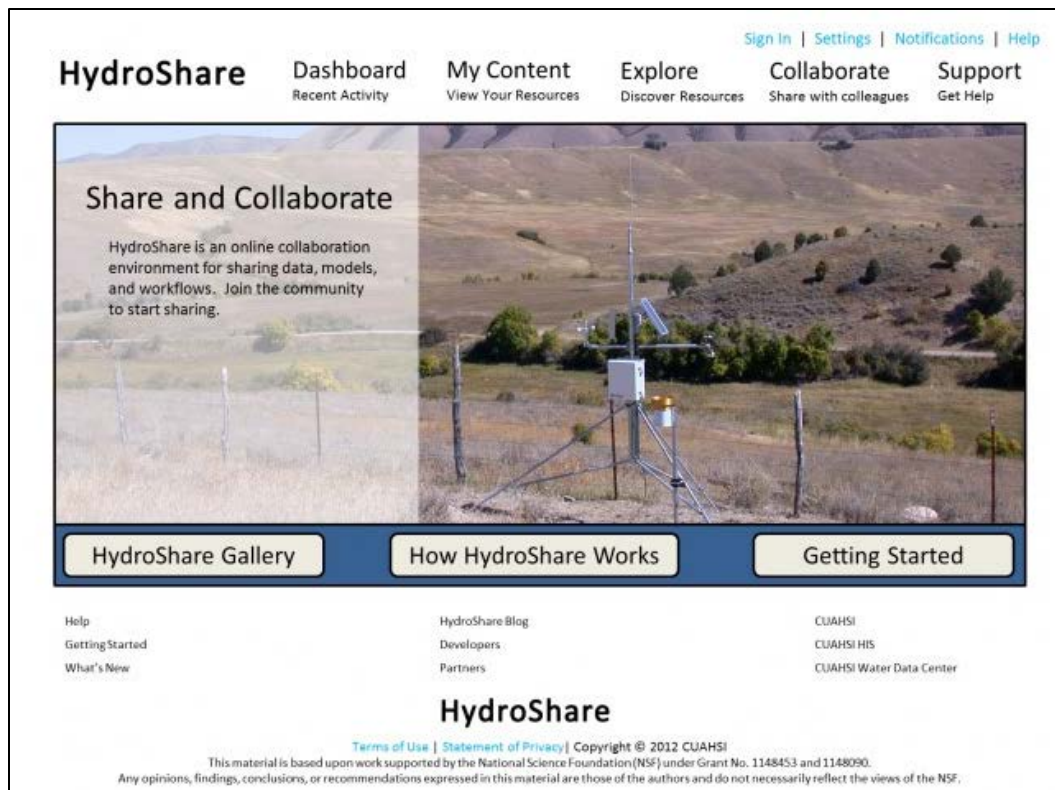 Sign In | Settings | Notifications | Help
HydroShare
Dashboard
Recent Activity
My Content
View Your Resources
Explore
Discover Resources
Collaborate
Share with colleagues
Support
Get Help
Share and Collaborate
HydroShare is an online collaboration
environment for sharing data, models,
and workflows. Join the community
to start sharing.
HydroShare Gallery
How HydroShare Works
Getting Started
Help
Getting Started
What's New
HydroShare Blog
Developers
Partners
CUAHSI
CUAHSI HIS
CUAHSI Water Data Center
HydroShare
Terms of Use | Statement of Privacy| Copyright © 2012 CUAHSI
This material is based upon work supported by the National Science Foundation (NSF) under Grant No. 1148453 and 1148090.
Any opinions, findings, conclusions, or recommendations expressed in this material are those of the authors and do not necessarily reflect the views of the NSF.